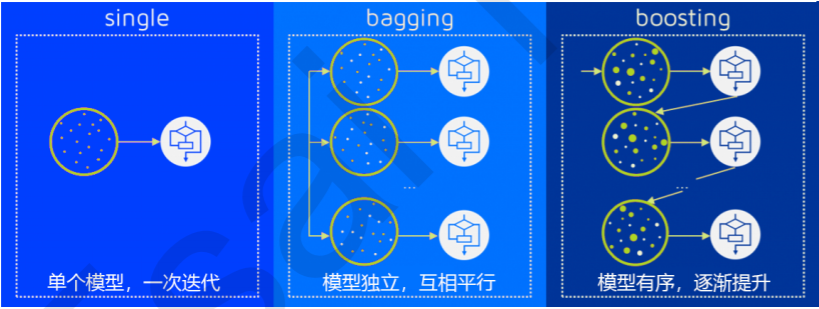 single
bagging
boosting
...
...
单个模型，一次迭代
模型独立，互相平行
模型有序，逐渐提升